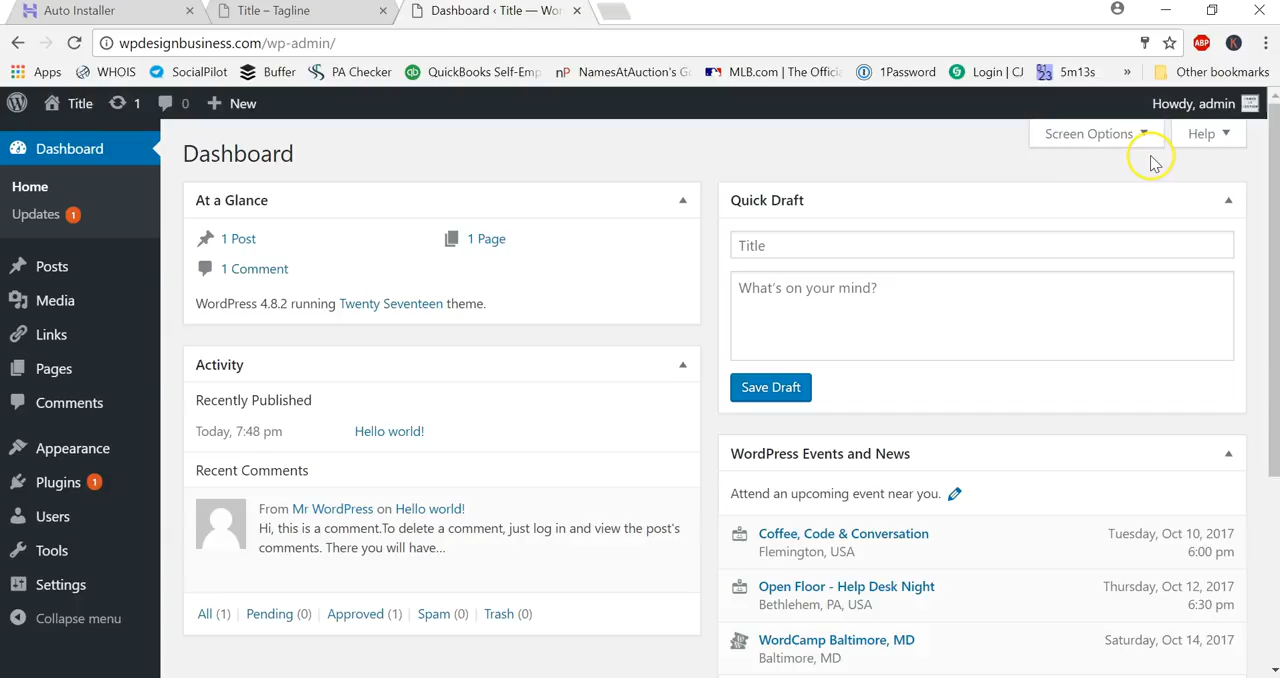 Auto Installer
Title – Tagline
Dashboard ‹ Title — Wo
wpdesignbusiness.com/wp-admin/
ABP
K
Apps
WHOIS
SocialPilot
Buffer
PA Checker
QuickBooks Self-Emp
nP NamesAtAuction's Go
MLB.com | The Officia
1Password
Login | CJ
01 23 5m13s
»
Other bookmarks
Title
1
0
New
Howdy, admin
Dashboard
Home
Updates 1
Posts
Media
Links
Pages
Comments
Appearance
Plugins 1
Users
Tools
Settings
Collapse menu
Screen Options
Help
Dashboard
At a Glance
1 Post
1 Page
1 Comment
WordPress 4.8.2 running Twenty Seventeen theme.
Activity
Recently Published
Today, 7:48 pm Hello world!
Recent Comments
From Mr WordPress on Hello world!
Hi, this is a comment.To delete a comment, just log in and view the post's
comments. There you will have...
All (1) | Pending (0) | Approved (1) | Spam (0) | Trash (0)
Quick Draft
Title
What's on your mind?
Save Draft
WordPress Events and News
Attend an upcoming event near you.
Coffee, Code & Conversation
Flemington, USA
Tuesday, Oct 10, 2017
6:00 pm
Open Floor - Help Desk Night
Bethlehem, PA, USA
Thursday, Oct 12, 2017
6:30 pm
WordCamp Baltimore, MD
Baltimore, MD
Saturday, Oct 14, 2017